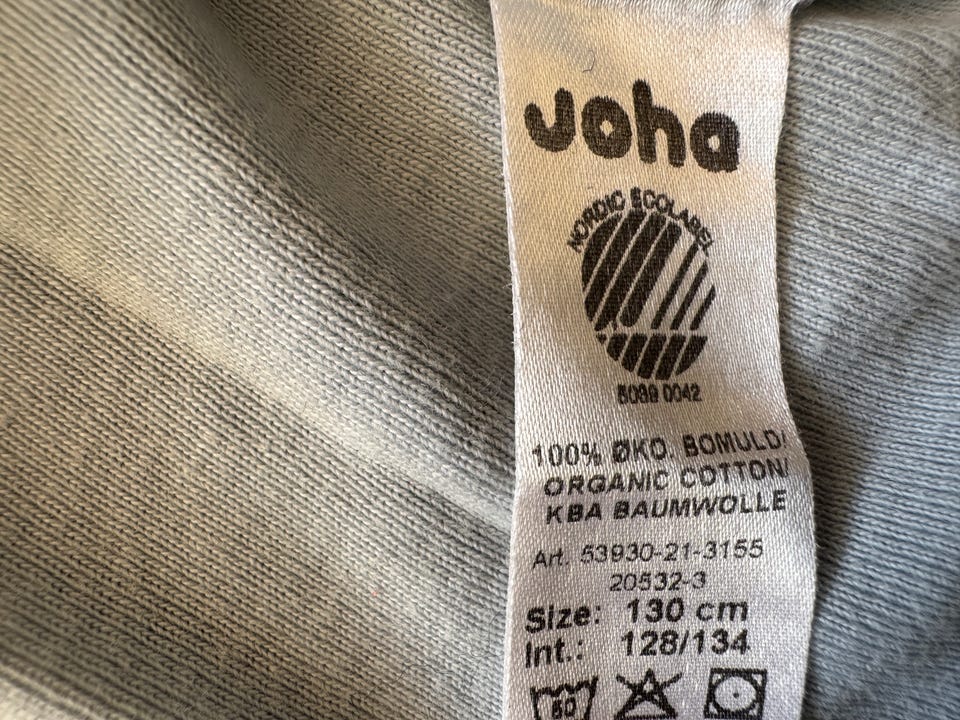 Joha
NORDIC ECOLABEL
5099 0042
100% ØKO. BOMULD/
ORGANIC COTTON/
KBA BAUMWOLLE
Art. 53930-21-3155
20532-3
Size: 130 cm
Int.: 128/134
60